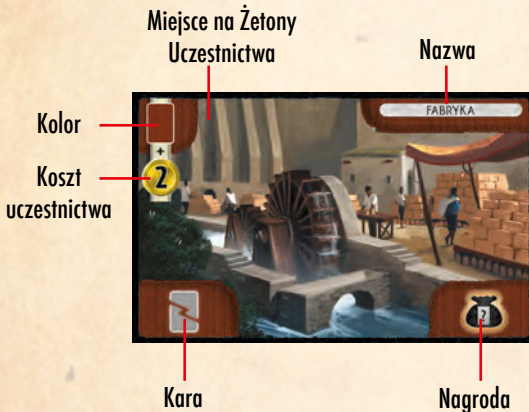 Miejsce na Żetony
Uczestnictwa
Nazwa
FABRYKA
Kolor
+
2
Koszt
uczestnictwa
?
Kara
Nagroda